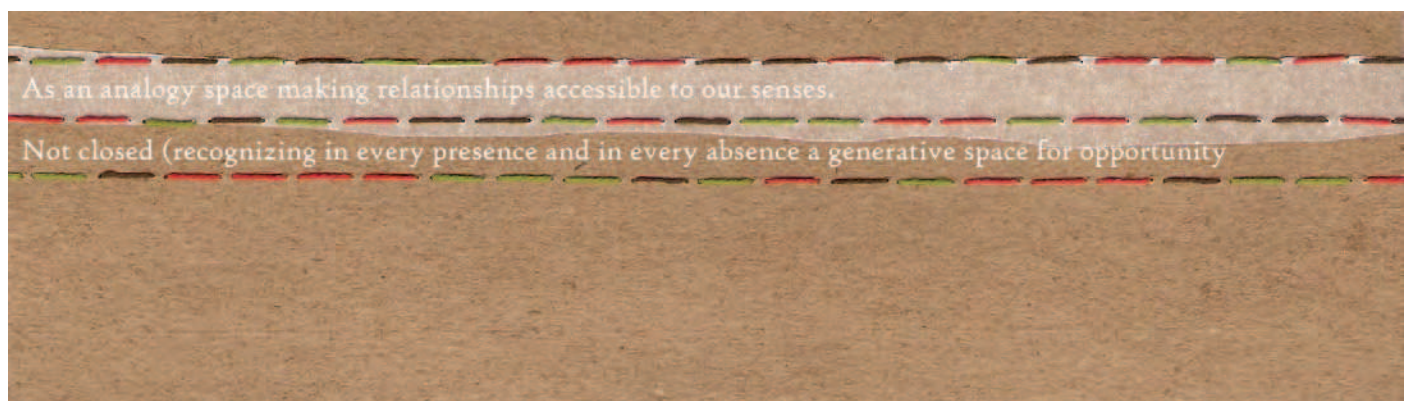 As an analogy space making relationships accessible to our senses.
Not closed (recognizing in every presence and in every absence a generative space for opportunity